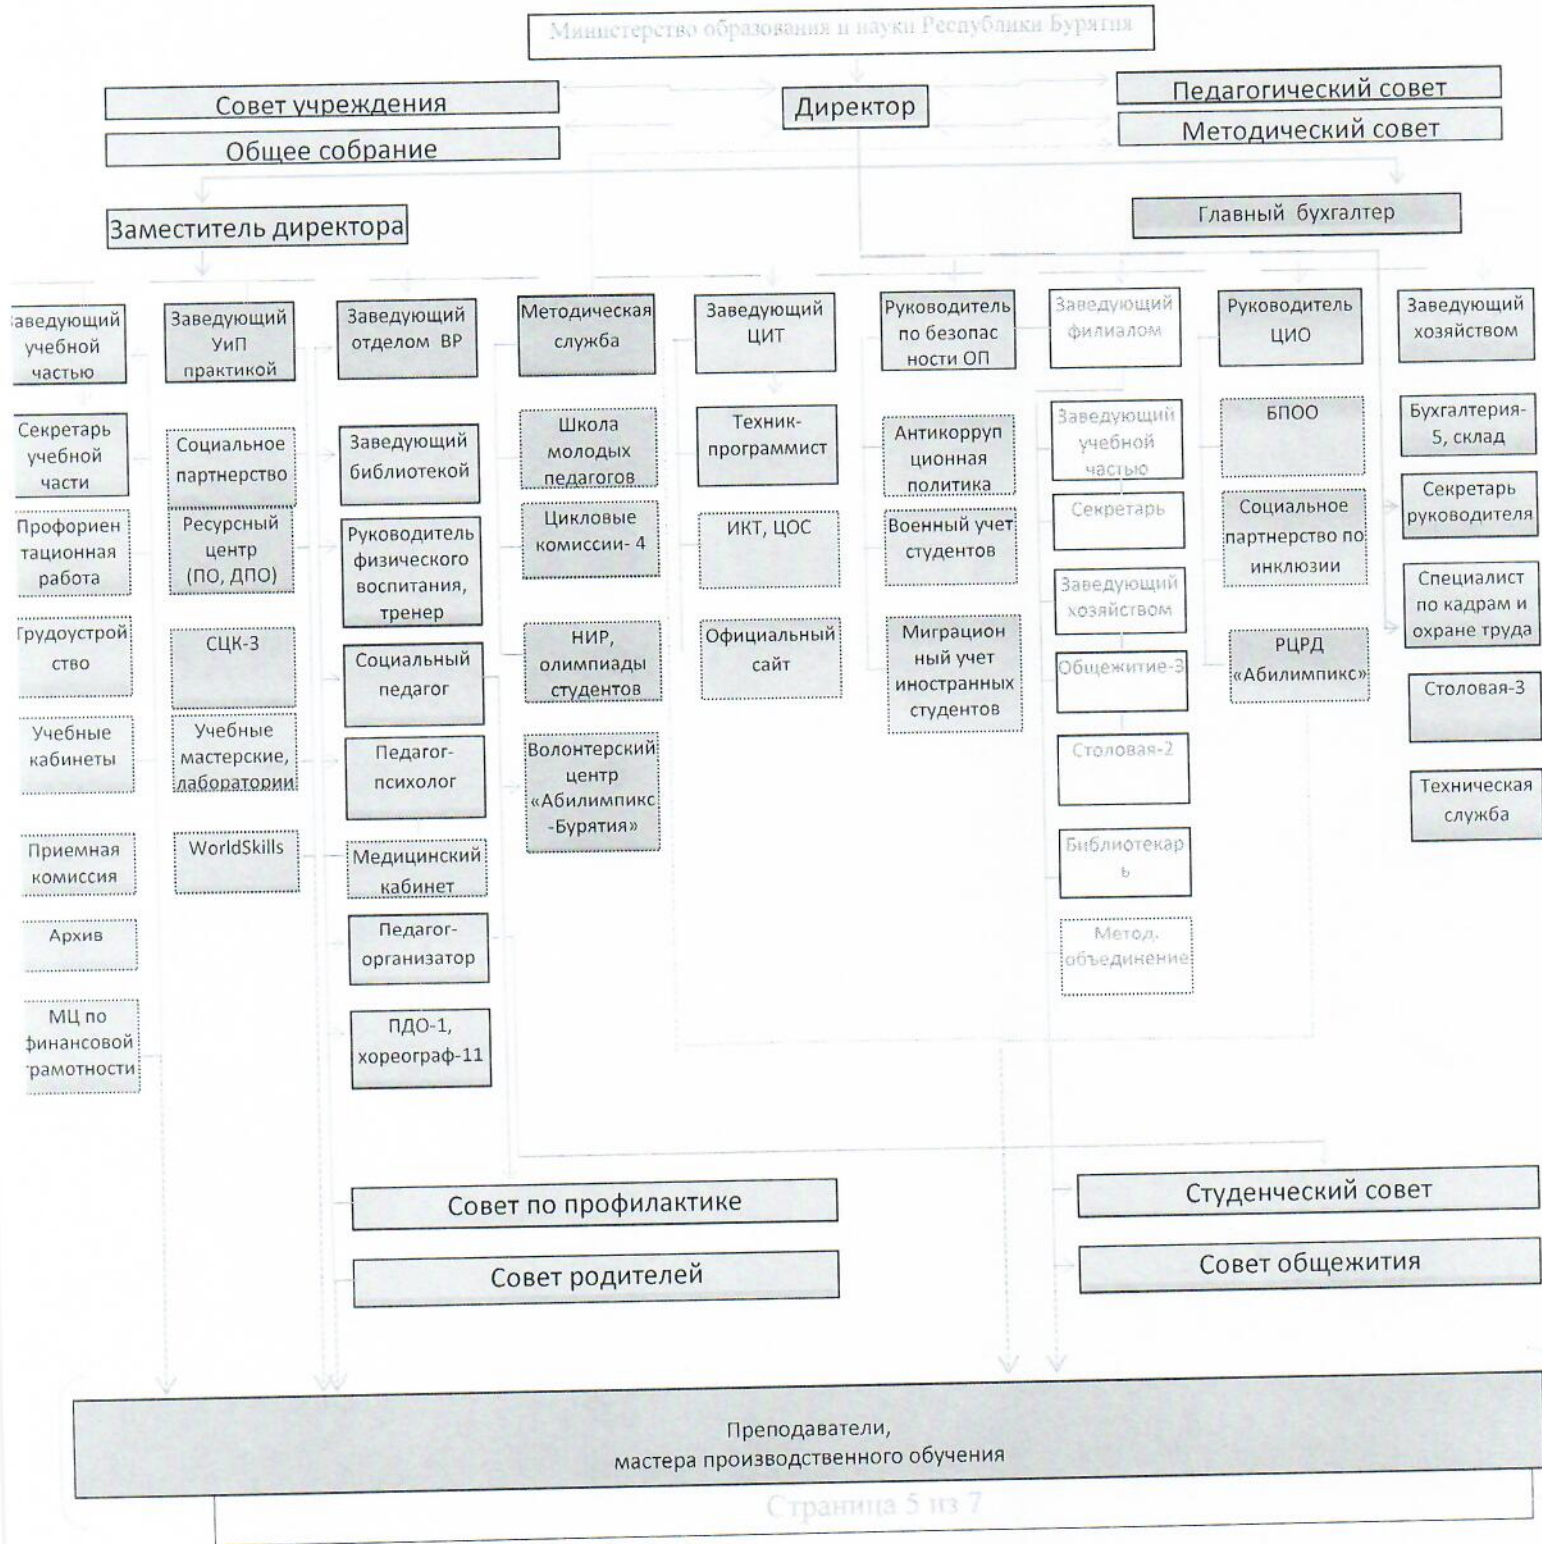 Министерство образования и науки Республики Бурятия
Совет учреждения
Директор
Педагогический совет
Общее собрание
Методический совет
Заместитель директора
Главный бухгалтер
аведующий
учебной
частью
Заведующий
УиП
практикой
Заведующий
отделом ВР
Методическая
служба
Заведующий
ЦИТ
Руководитель
по безопас
ности ОП
Заведующий
филиалом
Руководитель
ЦИО
Заведующий
хозяйством
Секретарь
учебной
части
Профориен
тационная
работа
Трудоустрой
ство
Учебные
кабинеты
Приемная
комиссия
Архив
МЦ по
финансовой
грамотности
Социальное
партнерство
Ресурсный
центр
(ПО, ДПО)
СЦК-3
Учебные
мастерские,
лаборатории
WorldSkills
Заведующий
библиотекой
Руководитель
физического
воспитания,
тренер
Социальный
педагог
Педагог-
психолог
Медицинский
кабинет
Педагог-
организатор
ПДО-1,
хореограф-11
Школа
молодых
педагогов
Цикловые
комиссии- 4
НИР,
олимпиады
студентов
Волонтерский
центр
«Абилимпикс
-Бурятия»
Техник-
программист
ИКТ, ЦОС
Официальный
сайт
Антикорруп
ционная
политика
Военный учет
студентов
Миграцион
ный учет
иностранных
студентов
Заведующий
учебной
частью
Секретарь
Заведующий
хозяйством
Общежитие-3
Столовая-2
Библиотекар
ь
Метод.
объединение
БПОО
Социальное
партнерство по
инклюзии
РЦРД
«Абилимпикс»
Бухгалтерия-
5, склад
Секретарь
руководителя
Специалист
по кадрам и
охране труда
Столовая-3
Техническая
служба
Совет по профилактике
Студенческий совет
Совет родителей
Совет общежития
Преподаватели,
мастера производственного обучения
Страница 5 из 7